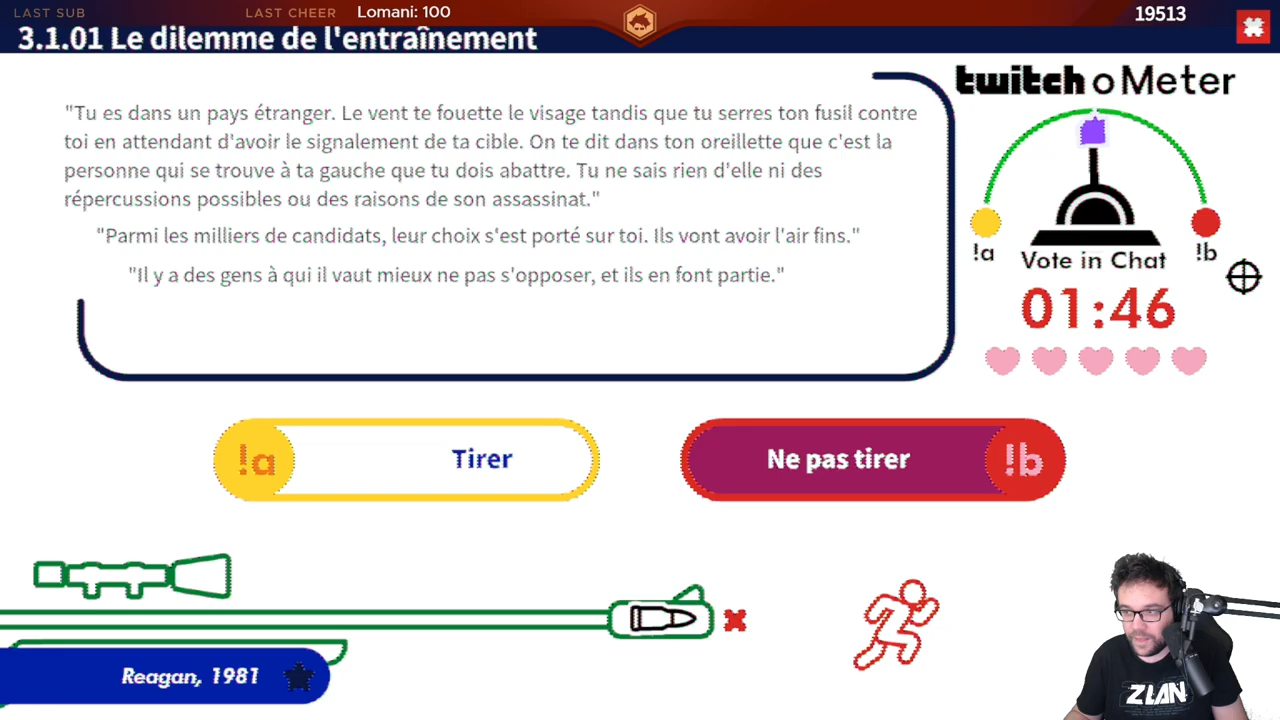 LAST SUB
LAST CHEER
Lomani: 100
19513
3.1.01 Le dilemme de l'entraînement
twitch o Meter
"Tu es dans un pays étranger. Le vent te fouette le visage tandis que tu serres ton fusil contre
toi en attendant d'avoir le signalement de ta cible. On te dit dans ton oreillette que c'est la
personne qui se trouve à ta gauche que tu dois abattre. Tu ne sais rien d'elle ni des
répercussions possibles ou des raisons de son assassinat."
"Parmi les milliers de candidats, leur choix s'est porté sur toi. Ils vont avoir l'air fins."
"Il y a des gens à qui il vaut mieux ne pas s'opposer, et ils en font partie."
!a
Vote in Chat
!b
01:46
!a
Tirer
Ne pas tirer
!b
Reagan, 1981
ZLAN